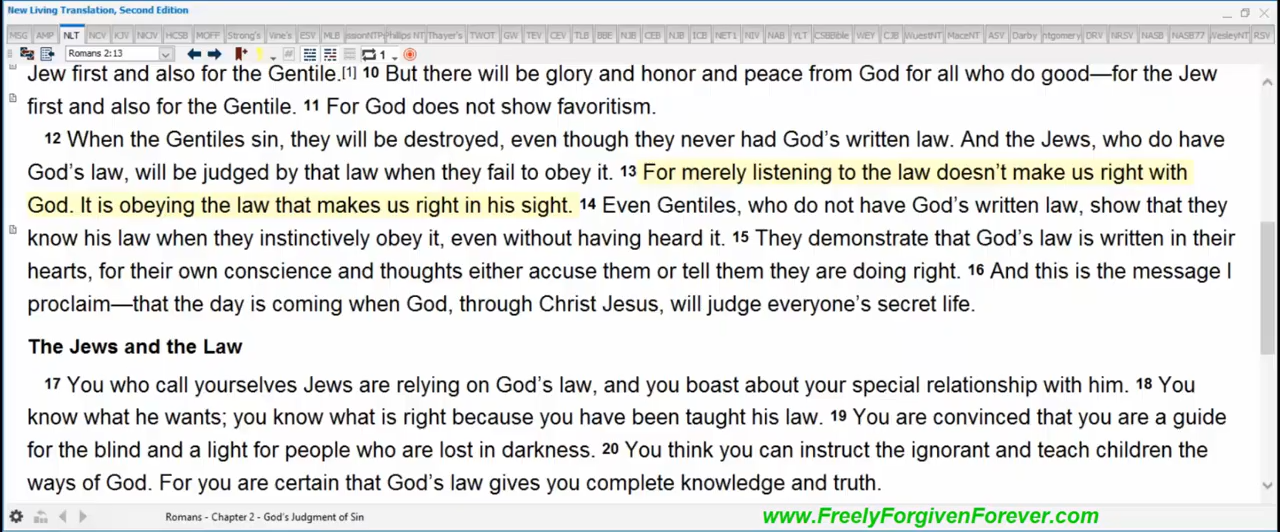 New Living Translation, Second Edition
MSG AMP NLT NCV KJV NKJV HCSB MOFF Strong's Vine's ESV MLB Phillips NT Thayer's TWOT GW TEV CEV TLB BBE NJB CEB NJB ICB NET1 NIV NAB YLT CSBBible WEY CJB WuestNT MaceNT ASV Darby DRV NRSV NASB NASB77 WesleyNT
Romans 2:13 1
Jew first and also for the Gentile.[1] 10 But there will be glory and honor and peace from God for all who do good—for the Jew
first and also for the Gentile. 11 For God does not show favoritism.
12 When the Gentiles sin, they will be destroyed, even though they never had God’s written law. And the Jews, who do have
God’s law, will be judged by that law when they fail to obey it. 13 For merely listening to the law doesn’t make us right with
God. It is obeying the law that makes us right in his sight. 14 Even Gentiles, who do not have God’s written law, show that they
know his law when they instinctively obey it, even without having heard it. 15 They demonstrate that God’s law is written in their
hearts, for their own conscience and thoughts either accuse them or tell them they are doing right. 16 And this is the message I
proclaim—that the day is coming when God, through Christ Jesus, will judge everyone’s secret life.
The Jews and the Law
17 You who call yourselves Jews are relying on God’s law, and you boast about your special relationship with him. 18 You
know what he wants; you know what is right because you have been taught his law. 19 You are convinced that you are a guide
for the blind and a light for people who are lost in darkness. 20 You think you can instruct the ignorant and teach children the
ways of God. For you are certain that God’s law gives you complete knowledge and truth.
Romans - Chapter 2 - God's Judgment of Sin
www.FreelyForgivenForever.com